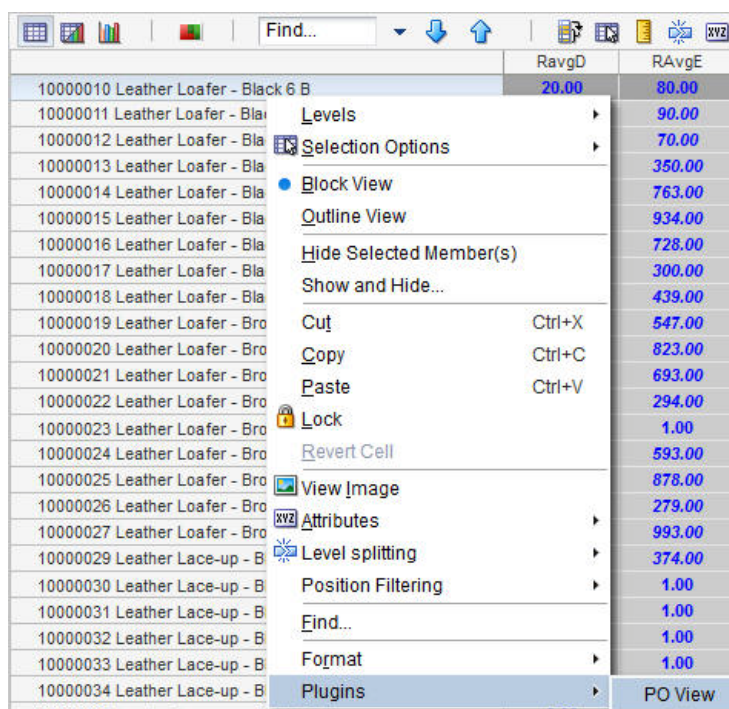 Find...
XYZ
RavgD RAvgE
10000010 Leather Loafer - Black 6 B 20.00 80.00
10000011 Leather Loafer - Bla 90.00
10000012 Leather Loafer - Bla 70.00
10000013 Leather Loafer - Bla 350.00
10000014 Leather Loafer - Bla 763.00
10000015 Leather Loafer - Bla 934.00
10000016 Leather Loafer - Bla 728.00
10000017 Leather Loafer - Bla 300.00
10000018 Leather Loafer - Bla 439.00
10000019 Leather Loafer - Bro 547.00
10000020 Leather Loafer - Bro 823.00
10000021 Leather Loafer - Bro 693.00
10000022 Leather Loafer - Bro 294.00
10000023 Leather Loafer - Bro 1.00
10000024 Leather Loafer - Bro 593.00
10000025 Leather Loafer - Bro 878.00
10000026 Leather Loafer - Bro 279.00
10000027 Leather Loafer - Bro 993.00
10000029 Leather Lace-up - B 374.00
10000030 Leather Lace-up - B 1.00
10000031 Leather Lace-up - B 1.00
10000032 Leather Lace-up - B 1.00
10000033 Leather Lace-up - B 1.00
10000034 Leather Lace-up - B
Levels
Selection Options
Block View
Outline View
Hide Selected Member(s)
Show and Hide...
Cut Ctrl+X
Copy Ctrl+C
Paste Ctrl+V
Lock
Revert Cell
View Image
XYZ Attributes
Level splitting
Position Filtering
Find...
Format
Plugins
PO View